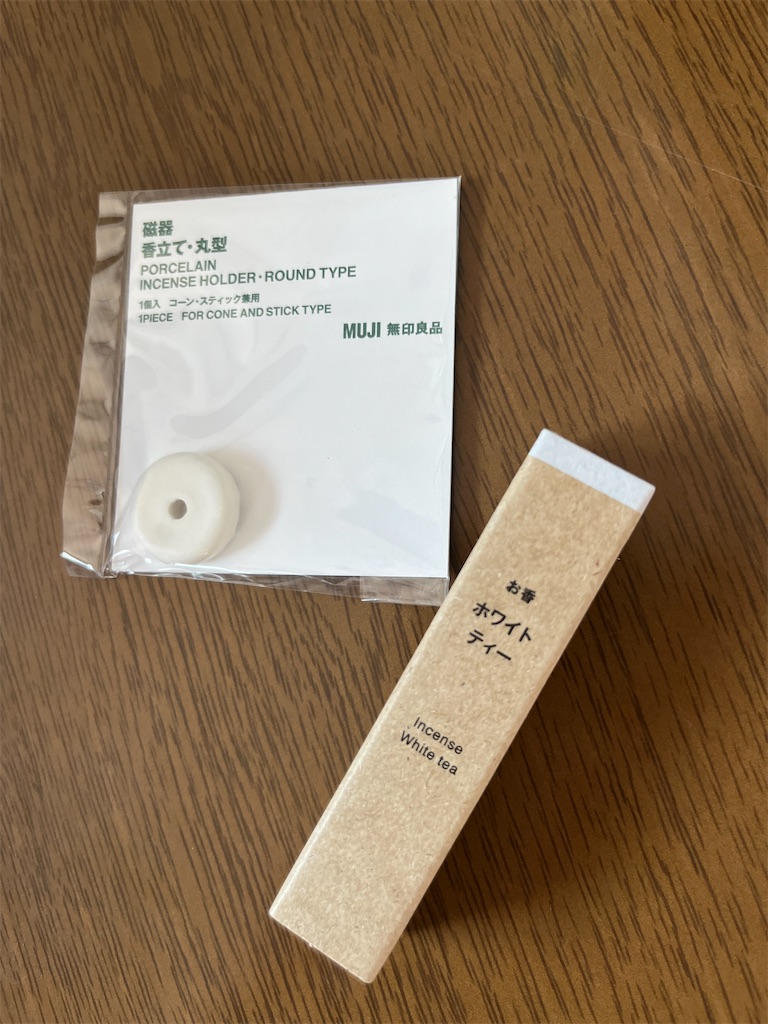 磁器
香立て・丸型
PORCELAIN
INCENSE HOLDER・ROUND TYPE
1個入 コーン・スティック兼用
1PIECE FOR CONE AND STICK TYPE
MUJI 無印良品
お香
ホワイト
ティー
Incense
White tea